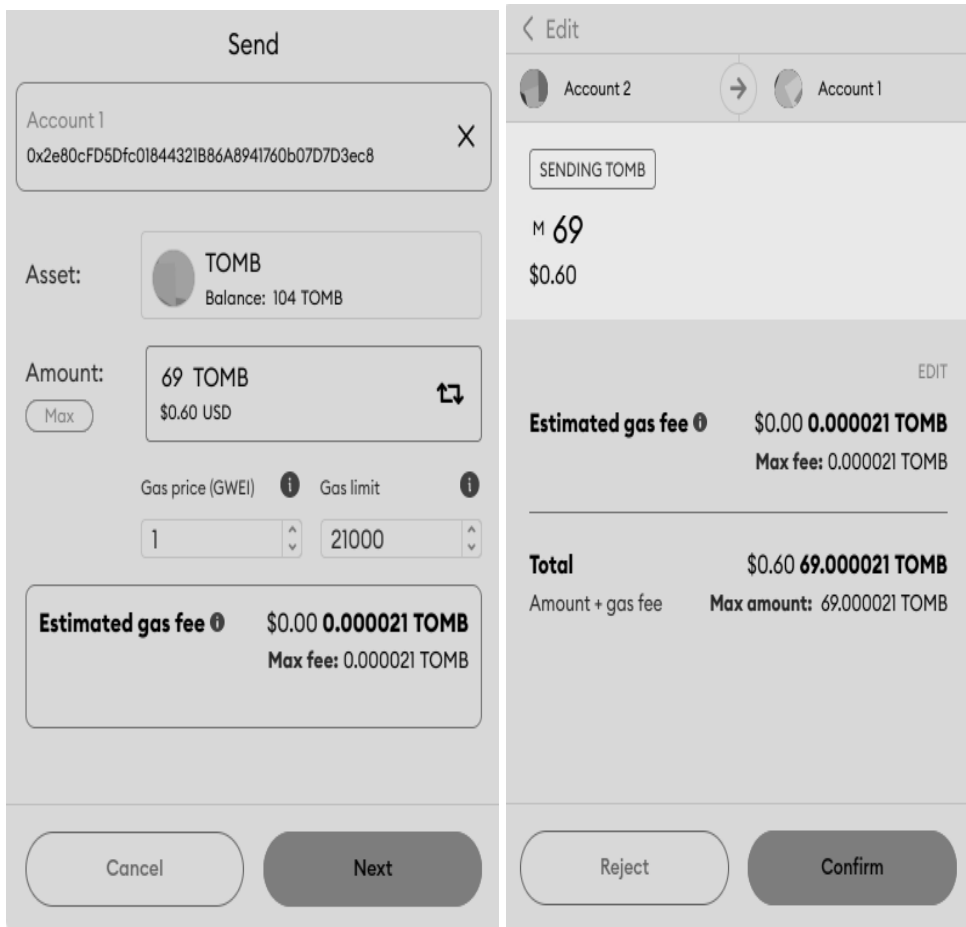 Send
Account 1
0x2e80cFD5Dfc01844321B86A8941760b07D7D3ec8
X
Asset:
TOMB
Balance: 104 TOMB
Amount:
Max
69 TOMB
$0.60 USD
Gas price (GWEI)
Gas limit
1
21000
Estimated gas fee $0.00 0.000021 TOMB
Max fee: 0.000021 TOMB
Cancel
Next
Edit
Account 2
Account 1
SENDING TOMB
M 69
$0.60
EDIT
Estimated gas fee $0.00 0.000021 TOMB
Max fee: 0.000021 TOMB
Total $0.60 69.000021 TOMB
Amount + gas fee Max amount: 69.000021 TOMB
Reject
Confirm